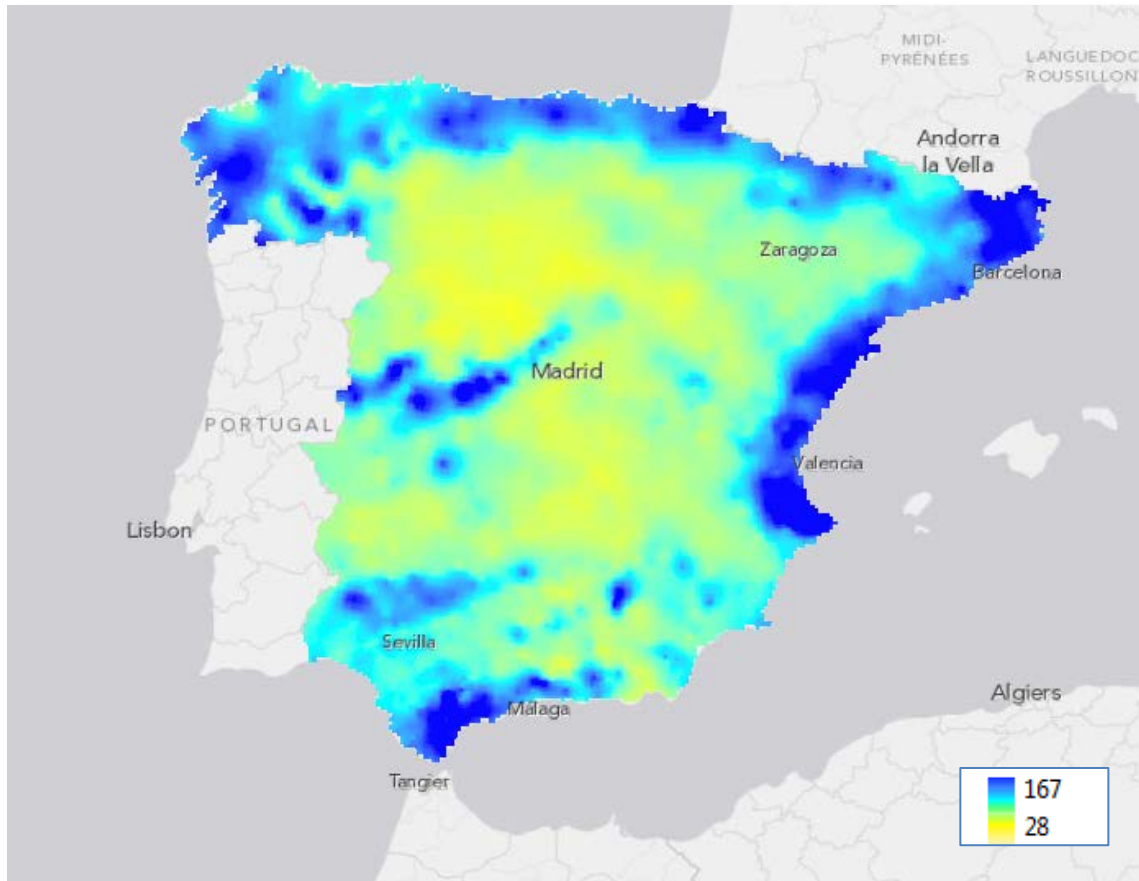 MIDI-
PYRÉNÉES
LANGUEDOC
ROUSSILLON
Andorra
la Vella
Zaragoza
Barcelona
Madrid
PORTUGAL
Valencia
Lisbon
Sevilla
Algiers
Málaga
Tangier
167
28